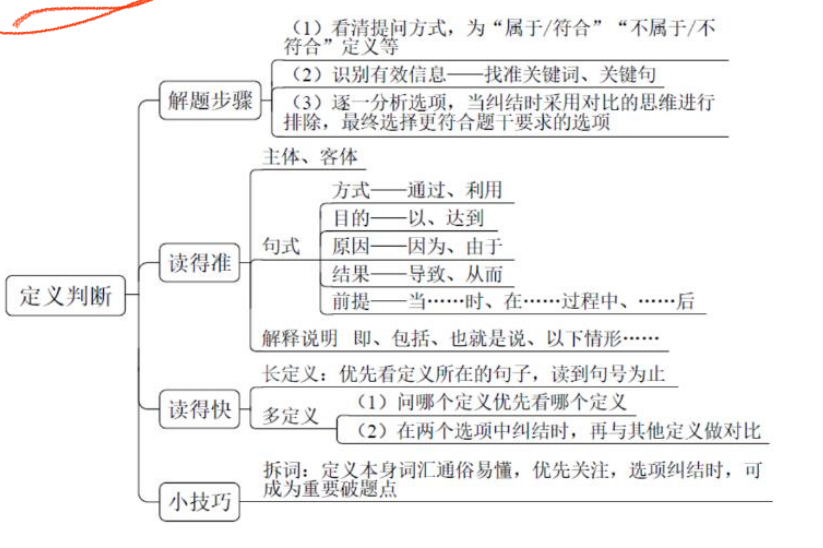 （1）看清提问方式，为“属于/符合”“不属于/不
符合”定义等
（2）识别有效信息——找准关键词、关键句
解题步骤
（3）逐一分析选项，当纠结时采用对比的思维进行
排除，最终选择更符合题干要求的选项
主体、客体
方式——通过、利用
目的——以、达到
句式
原因——因为、由于
读得准
结果——导致、从而
定义判断
前提——当……时、在……过程中、……后
解释说明 即、包括、也就是说、以下情形……
长定义：优先看定义所在的句子，读到句号为止
读得快
多定义
（1）问哪个定义优先看哪个定义
（2）在两个选项中纠结时，再与其他定义做对比
拆词：定义本身词汇通俗易懂，优先关注，选项纠结时，可
成为重要破题点
小技巧